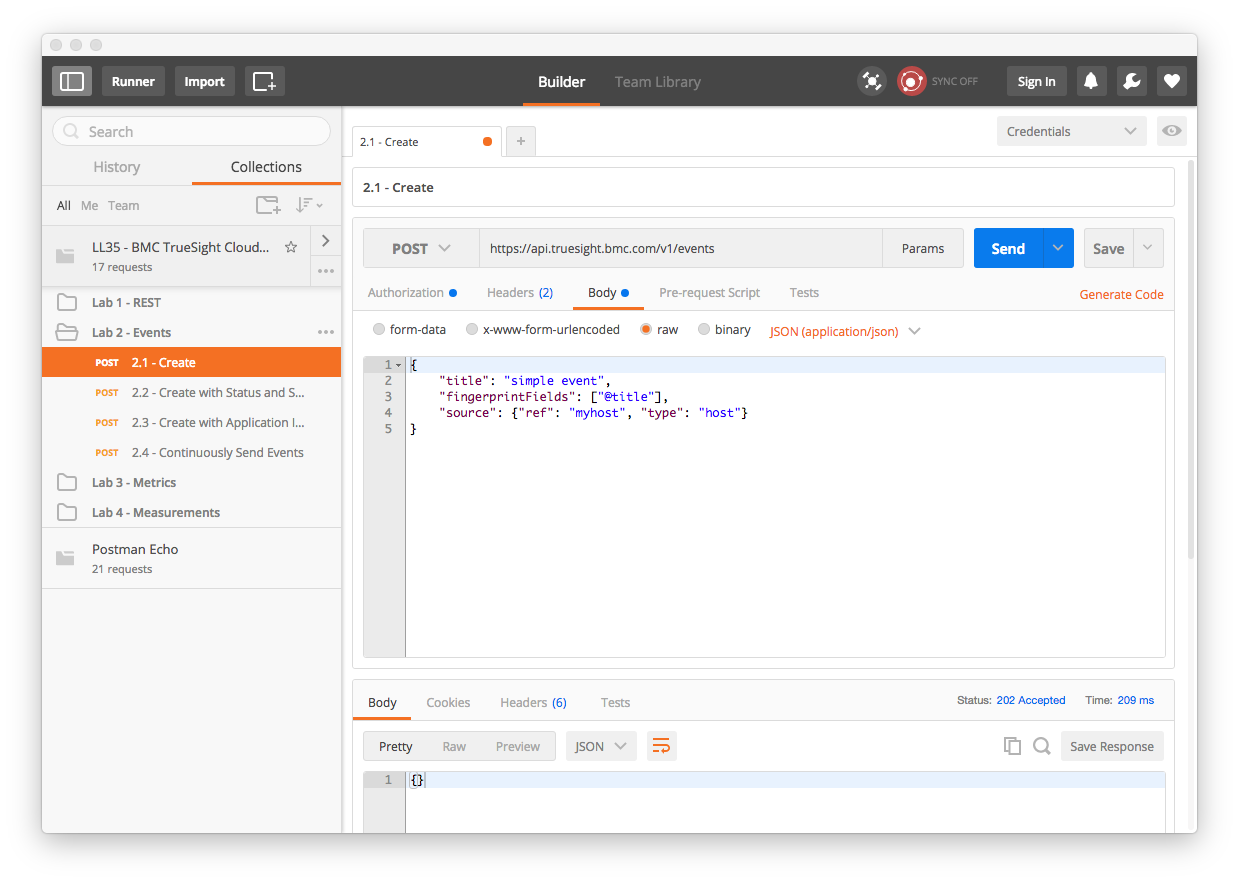 Runner Import Builder Team Library SYNC OFF Sign In
Search
History Collections
All Me Team
LL35 - BMC TrueSight Cloud...
17 requests
Lab 1 - REST
Lab 2 - Events
POST 2.1 - Create
POST 2.2 - Create with Status and S...
POST 2.3 - Create with Application I...
POST 2.4 - Continuously Send Events
Lab 3 - Metrics
Lab 4 - Measurements
Postman Echo
21 requests
2.1 - Create +
Credentials
2.1 - Create
POST https://api.truesight.bmc.com/v1/events Params Send Save
Authorization Headers (2) Body Pre-request Script Tests Generate Code
form-data x-www-form-urlencoded raw binary JSON (application/json)
1 {
2 "title": "simple event",
3 "fingerprintFields": ["@title"],
4 "source": {"ref": "myhost", "type": "host"}
5 }
Body Cookies Headers (6) Tests Status: 202 Accepted Time: 209 ms
Pretty Raw Preview JSON Save Response
1 {}